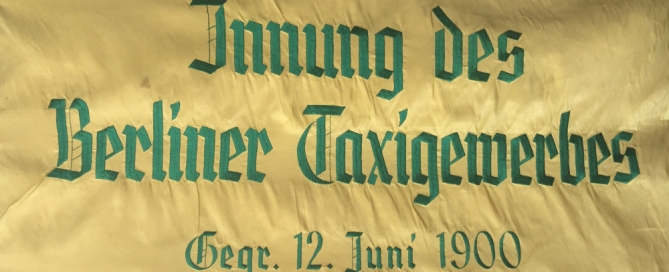 Innung des
Berliner Taxigewerbes
Gegr. 12. Juni 1900